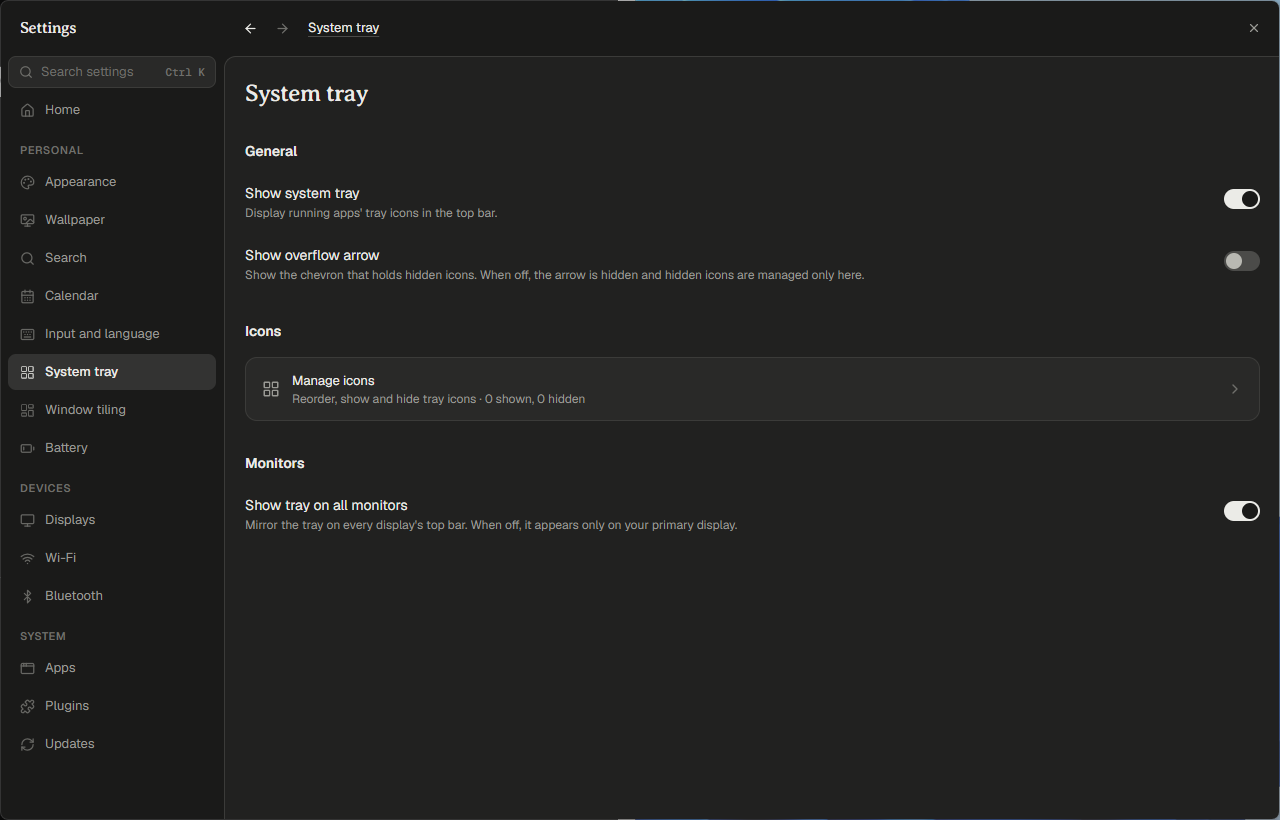 Settings
System tray
Search settings
Ctrl K
Home
PERSONAL
Appearance
Wallpaper
Search
Calendar
Input and language
System tray
Window tiling
Battery
DEVICES
Displays
Wi-Fi
Bluetooth
SYSTEM
Apps
Plugins
Updates
System tray
General
Show system tray
Display running apps' tray icons in the top bar.
Show overflow arrow
Show the chevron that holds hidden icons. When off, the arrow is hidden and hidden icons are managed only here.
Icons
Manage icons
Reorder, show and hide tray icons · 0 shown, 0 hidden
Monitors
Show tray on all monitors
Mirror the tray on every display's top bar. When off, it appears only on your primary display.